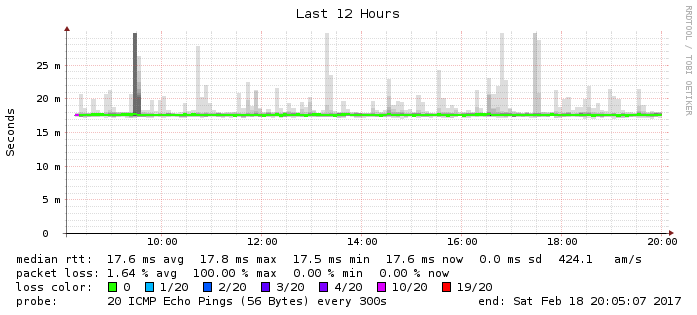 Last 12 Hours
RRDTOOL / TOBI OETIKER
Seconds
25 m
20 m
15 m
10 m
5 m
0
10:00 12:00 14:00 16:00 18:00 20:00
median rtt: 17.6 ms avg 17.8 ms max 17.5 ms min 17.6 ms now 0.0 ms sd 424.1 am/s
packet loss: 1.64 % avg 100.00 % max 0.00 % min 0.00 % now
loss color: 0 1/20 2/20 3/20 4/20 10/20 19/20
probe: 20 ICMP Echo Pings (56 Bytes) every 300s end: Sat Feb 18 20:05:07 2017